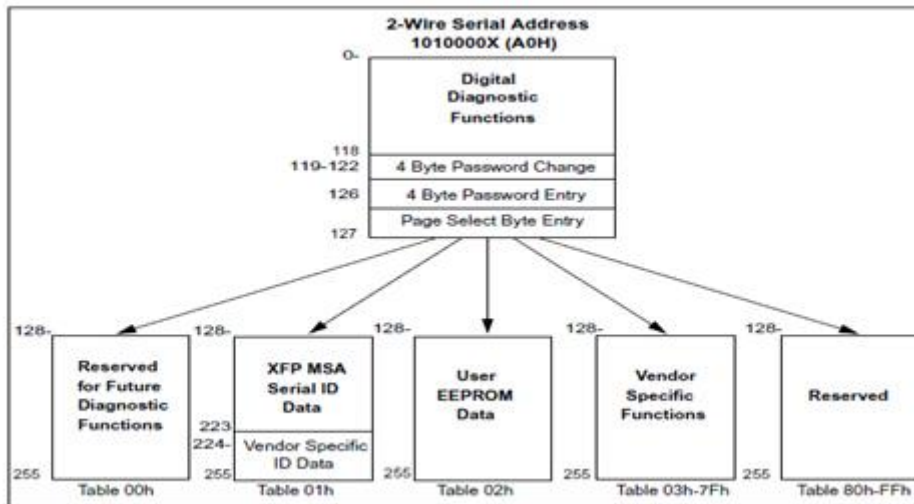 2-Wire Serial Address
1010000X (A0H)
0-
Digital
Diagnostic
Functions
118
119-122
4 Byte Password Change
126
4 Byte Password Entry
Page Select Byte Entry
127
128-
Reserved
for Future
Diagnostic
Functions
255
Table 00h
128-
XFP MSA
Serial ID
Data
223
224-
Vendor Specific
ID Data
255
Table 01h
128-
User
EEPROM
Data
255
Table 02h
128-
Vendor
Specific
Functions
255
Table 03h-7Fh
128-
Reserved
255
Table 80h-FFh